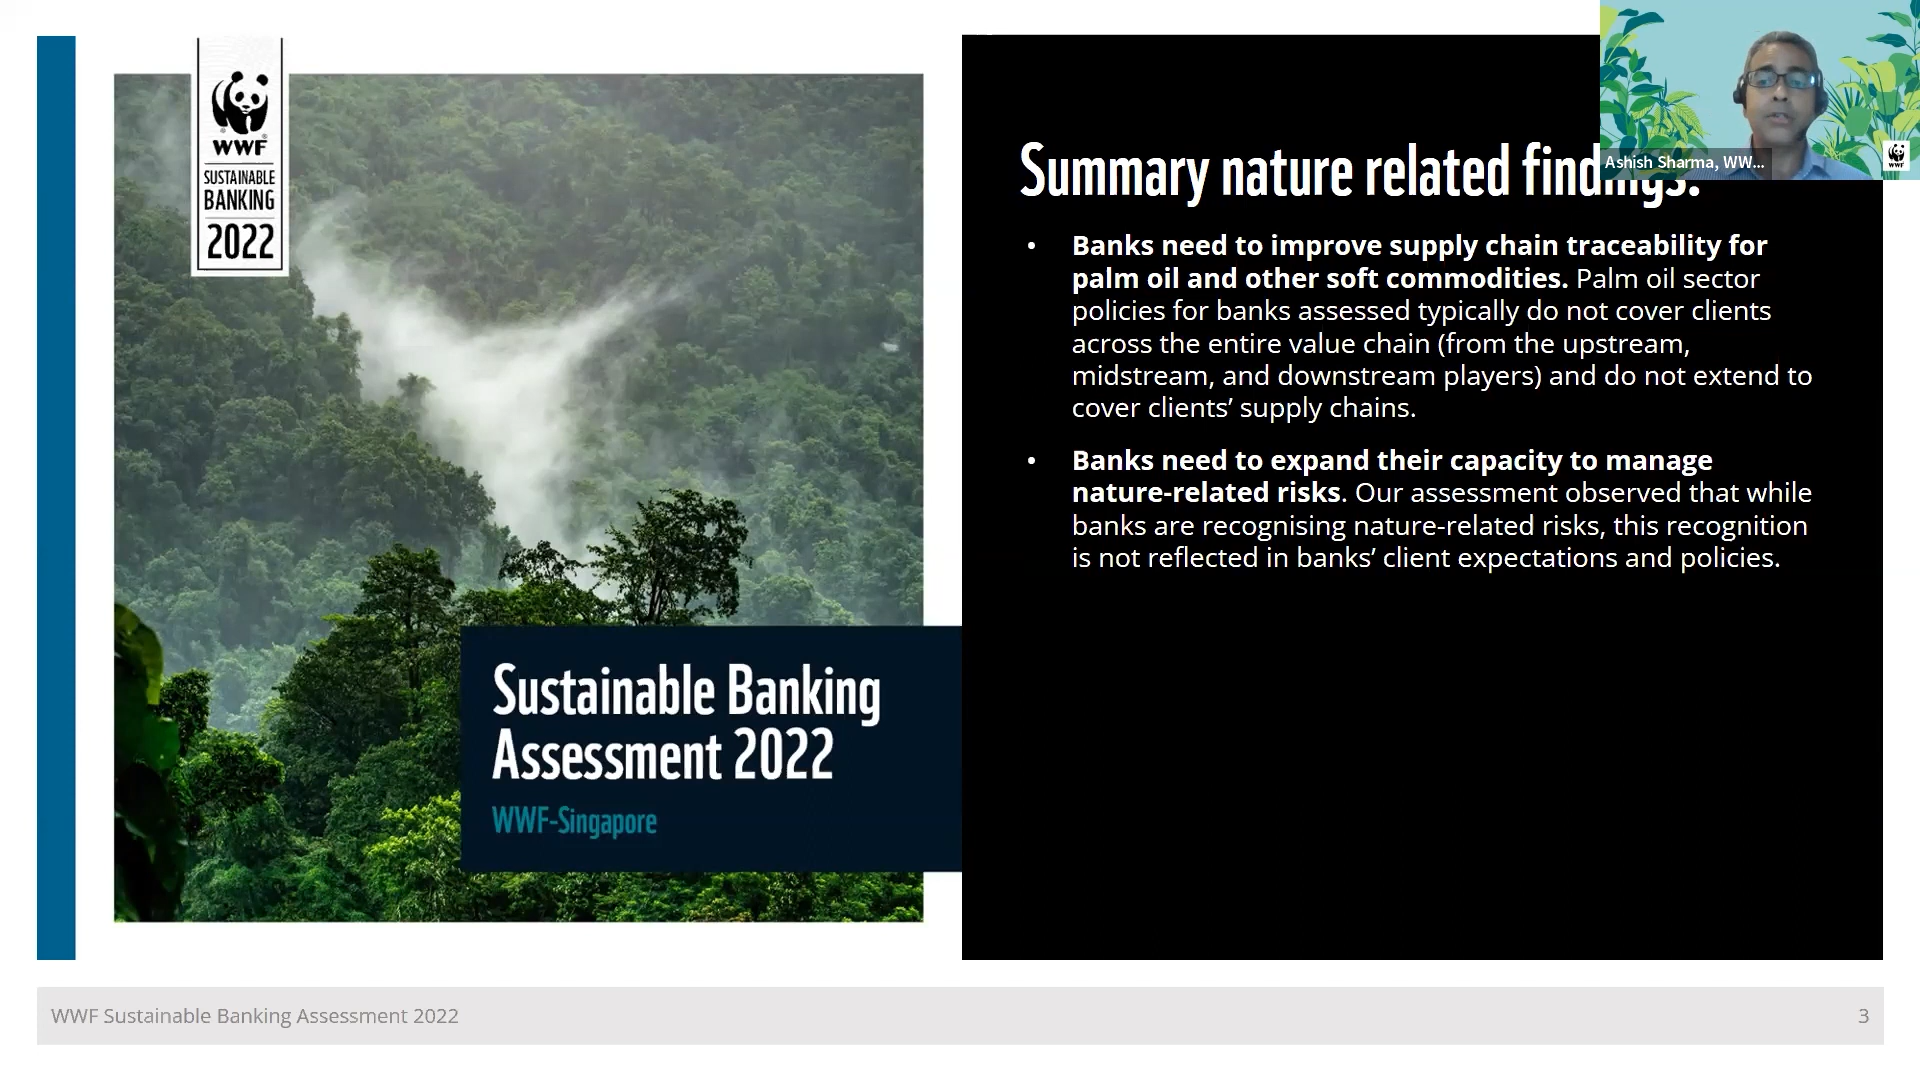 WWF
SUSTAINABLE
BANKING
2022
Sustainable Banking
Assessment 2022
WWF-Singapore
Summary nature related findings:
• Banks need to improve supply chain traceability for
palm oil and other soft commodities. Palm oil sector
policies for banks assessed typically do not cover clients
across the entire value chain (from the upstream,
midstream, and downstream players) and do not extend to
cover clients’ supply chains.
• Banks need to expand their capacity to manage
nature-related risks. Our assessment observed that while
banks are recognising nature-related risks, this recognition
is not reflected in banks’ client expectations and policies.
Ashish Sharma, WW...
WWF
WWF Sustainable Banking Assessment 2022
3